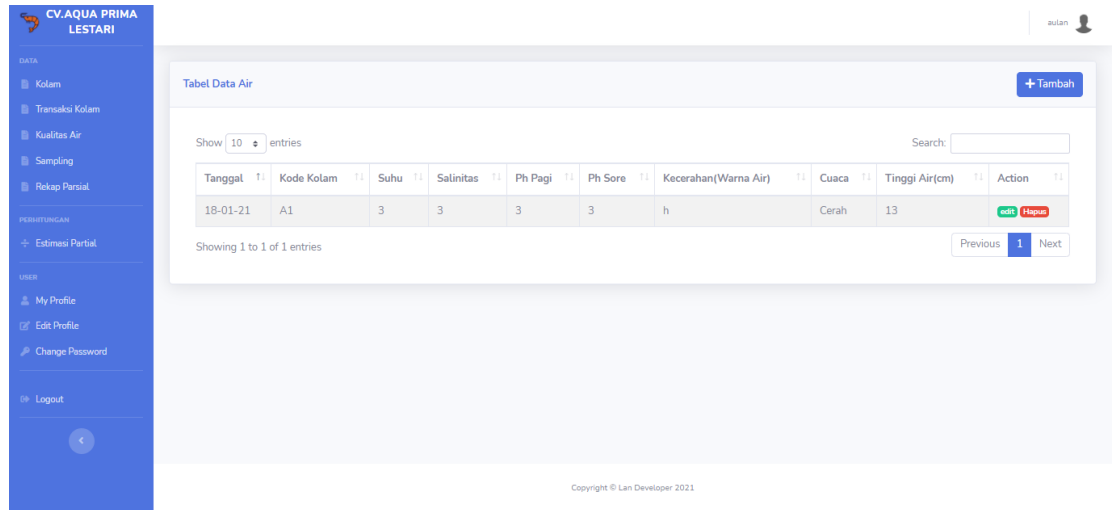 CV.AQUA PRIMA
LESTARI
DATA
Kolam
Transaksi Kolam
Kualitas Air
Sampling
Rekap Parsial
PERHITUNGAN
Estimasi Partial
USER
My Profile
Edit Profile
Change Password
Logout
aulan
Tabel Data Air
+ Tambah
Show 10 entries
Search:
Tanggal Kode Kolam Suhu Salinitas Ph Pagi Ph Sore Kecerahan(Warna Air) Cuaca Tinggi Air(cm) Action
18-01-21 A1 3 3 3 3 h Cerah 13 edit Hapus
Showing 1 to 1 of 1 entries
Previous 1 Next
Copyright © Lan Developer 2021